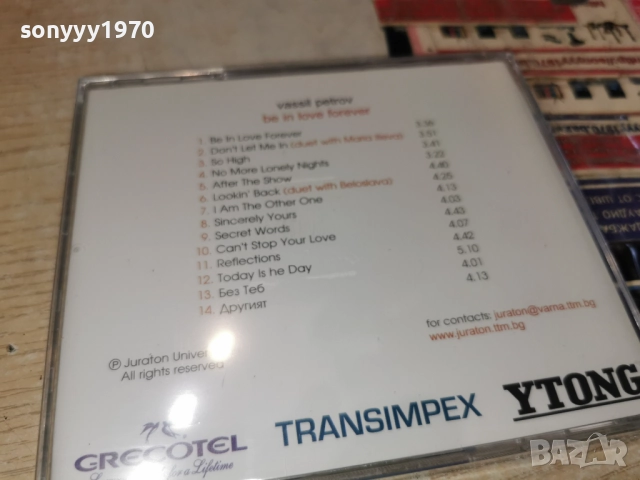 sonyyy1970
vassil petrov
be in love forever
1. Be In Love Forever 3:36
2. Don't Let Me In (duet with Maria Ilieva) 3:51
3. So High 3:41
4. No More Lonely Nights 3:22
5. After The Show 4:40
6. Lookin' Back (duet with Beloslava) 4:25
7. I Am The Other One 4:13
8. Sincerely Yours 4:03
9. Secret Words 4:43
10. Can't Stop Your Love 4:07
11. Reflections 4:42
12. Today Is he Day 5.10
13. Без Теб 4:01
14. Другият 4.13
for contacts: juraton@varna.ttm.bg
www.juraton.ttm.bg
℗ Juraton
All rights reserved
GRECOTEL
for a Lifetime
TRANSIMPEX
YTONG
BAZAR